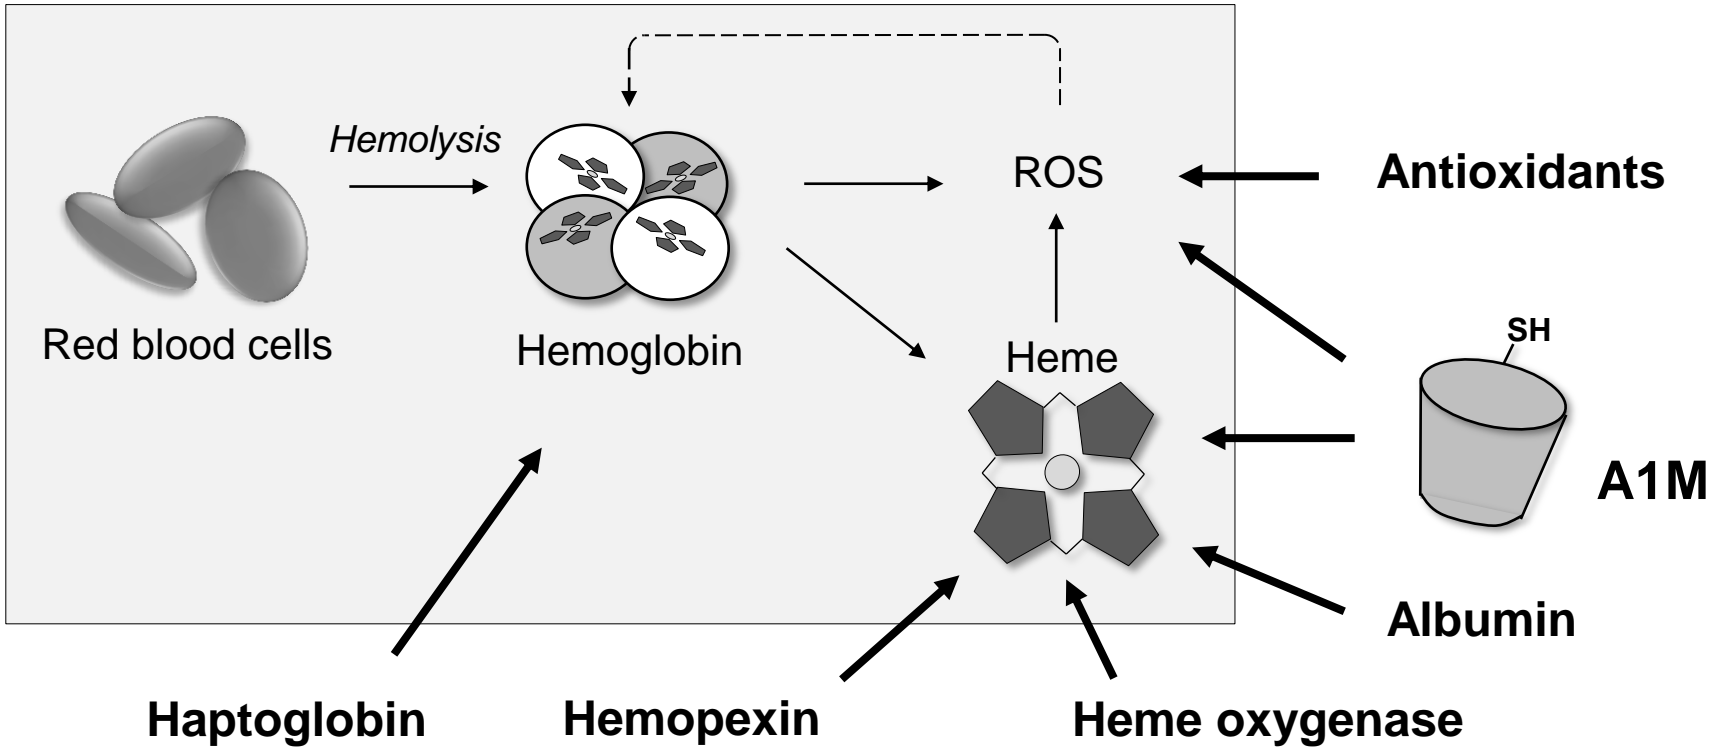 Hemolysis
ROS
Antioxidants
Red blood cells
Hemoglobin
Heme
SH
A1M
Albumin
Haptoglobin
Hemopexin
Heme oxygenase